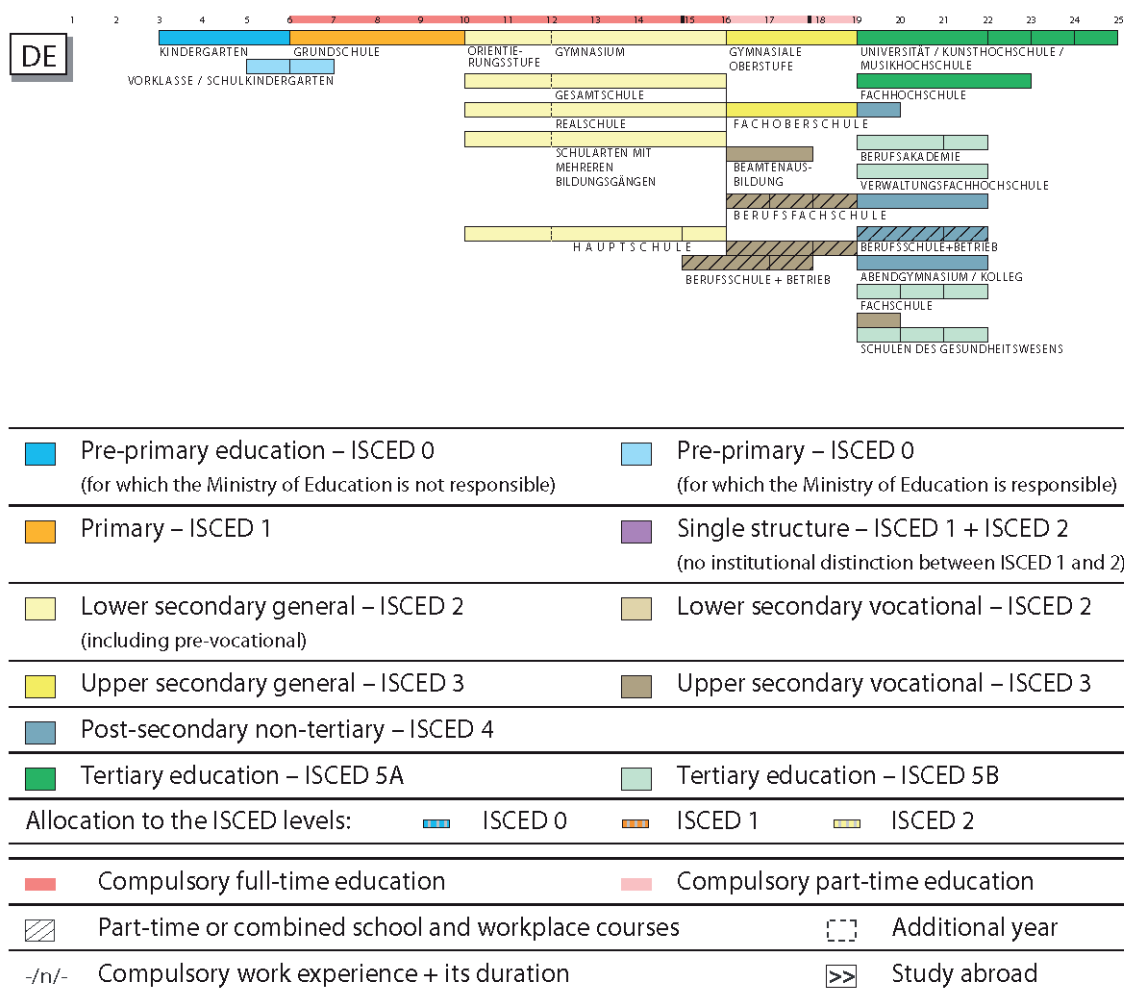 0 1 2 3 4 5 6 7 8 9 10 11 12 13 14 15 16 17 18 19 20 21 22 23 24 25
DE
KINDERGARTEN
GRUNDSCHULE
ORIENTIE-
RUNGSSTUFE
GYMNASIUM
GYMNASIALE
OBERSTUFE
UNIVERSITÄT / KUNSTHOCHSCHULE /
MUSIKHOCHSCHULE
VORKLASSE / SCHULKINDERGARTEN
GESAMTSCHULE
FACHHOCHSCHULE
REALSCHULE
FACHOBERSCHULE
SCHULARTEN MIT
MEHREREN
BILDUNGSGÄNGEN
BEAMTENAUS-
BILDUNG
BERUFSAKADEMIE
VERWALTUNGSFACHHOCHSCHULE
BERUFSFACHSCHULE
HAUPTSCHULE
BERUFSSCHULE+BETRIEB
BERUFSSCHULE + BETRIEB
ABENDGYMNASIUM / KOLLEG
FACHSCHULE
SCHULEN DES GESUNDHEITSWESENS
Pre-primary education – ISCED 0
(for which the Ministry of Education is not responsible)
Pre-primary – ISCED 0
(for which the Ministry of Education is responsible)
Primary – ISCED 1
Single structure – ISCED 1 + ISCED 2
(no institutional distinction between ISCED 1 and 2)
Lower secondary general – ISCED 2
(including pre-vocational)
Lower secondary vocational – ISCED 2
Upper secondary general – ISCED 3
Upper secondary vocational – ISCED 3
Post-secondary non-tertiary – ISCED 4
Tertiary education – ISCED 5A
Tertiary education – ISCED 5B
Allocation to the ISCED levels: ISCED 0 ISCED 1 ISCED 2
Compulsory full-time education
Compulsory part-time education
Part-time or combined school and workplace courses
Additional year
-/n/- Compulsory work experience + its duration
>> Study abroad